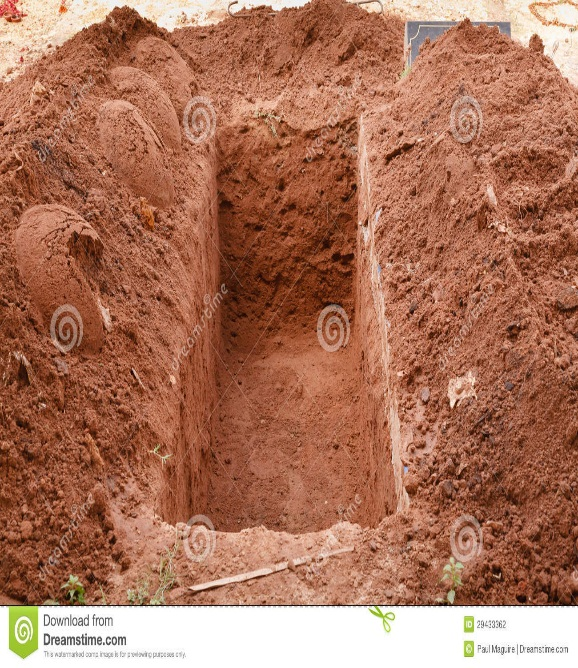 Download from
Dreamstime.com
This watermarked comp image is for previewing purposes only.
29433362
Paul Maguire | Dreamstime.com